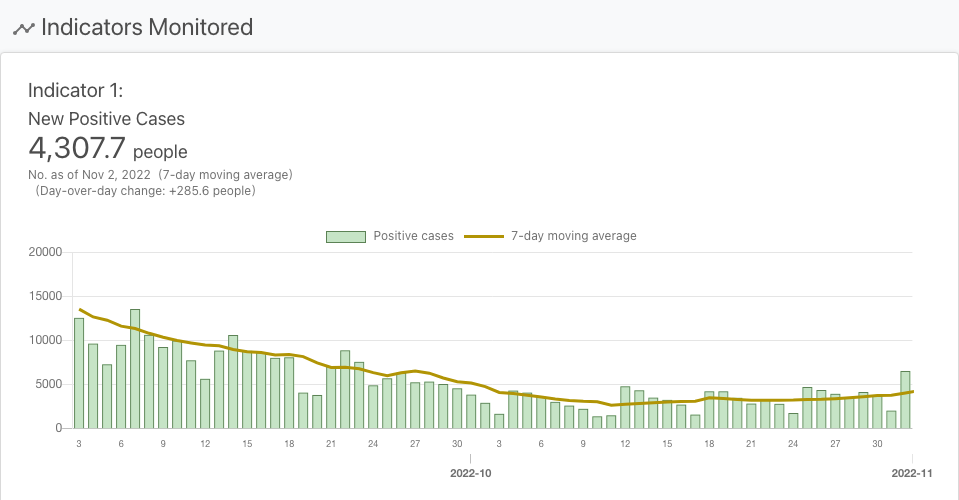 Indicators Monitored
Indicator 1:
New Positive Cases
4,307.7 people
No. as of Nov 2, 2022 (7-day moving average)
(Day-over-day change: +285.6 people)
Positive cases 7-day moving average
20000
15000
10000
5000
0
3 6 9 12 15 18 21 24 27 30 3 6 9 12 15 18 21 24 27 30
2022-10 2022-11